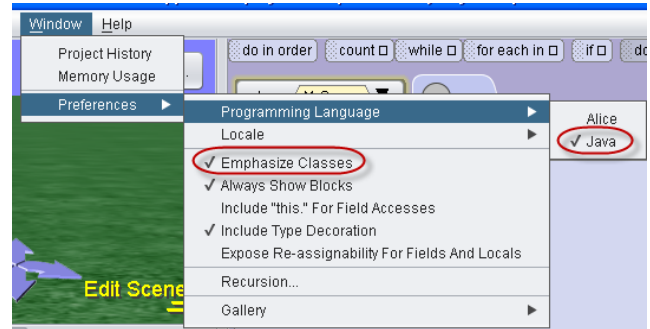 Window Help
Project History
Memory Usage
Preferences
do in order count while for each in if do
Programming Language
Locale
Emphasize Classes
Always Show Blocks
Include "this." For Field Accesses
Include Type Decoration
Expose Re-assignability For Fields And Locals
Recursion...
Gallery
Alice
Java
Edit Scene